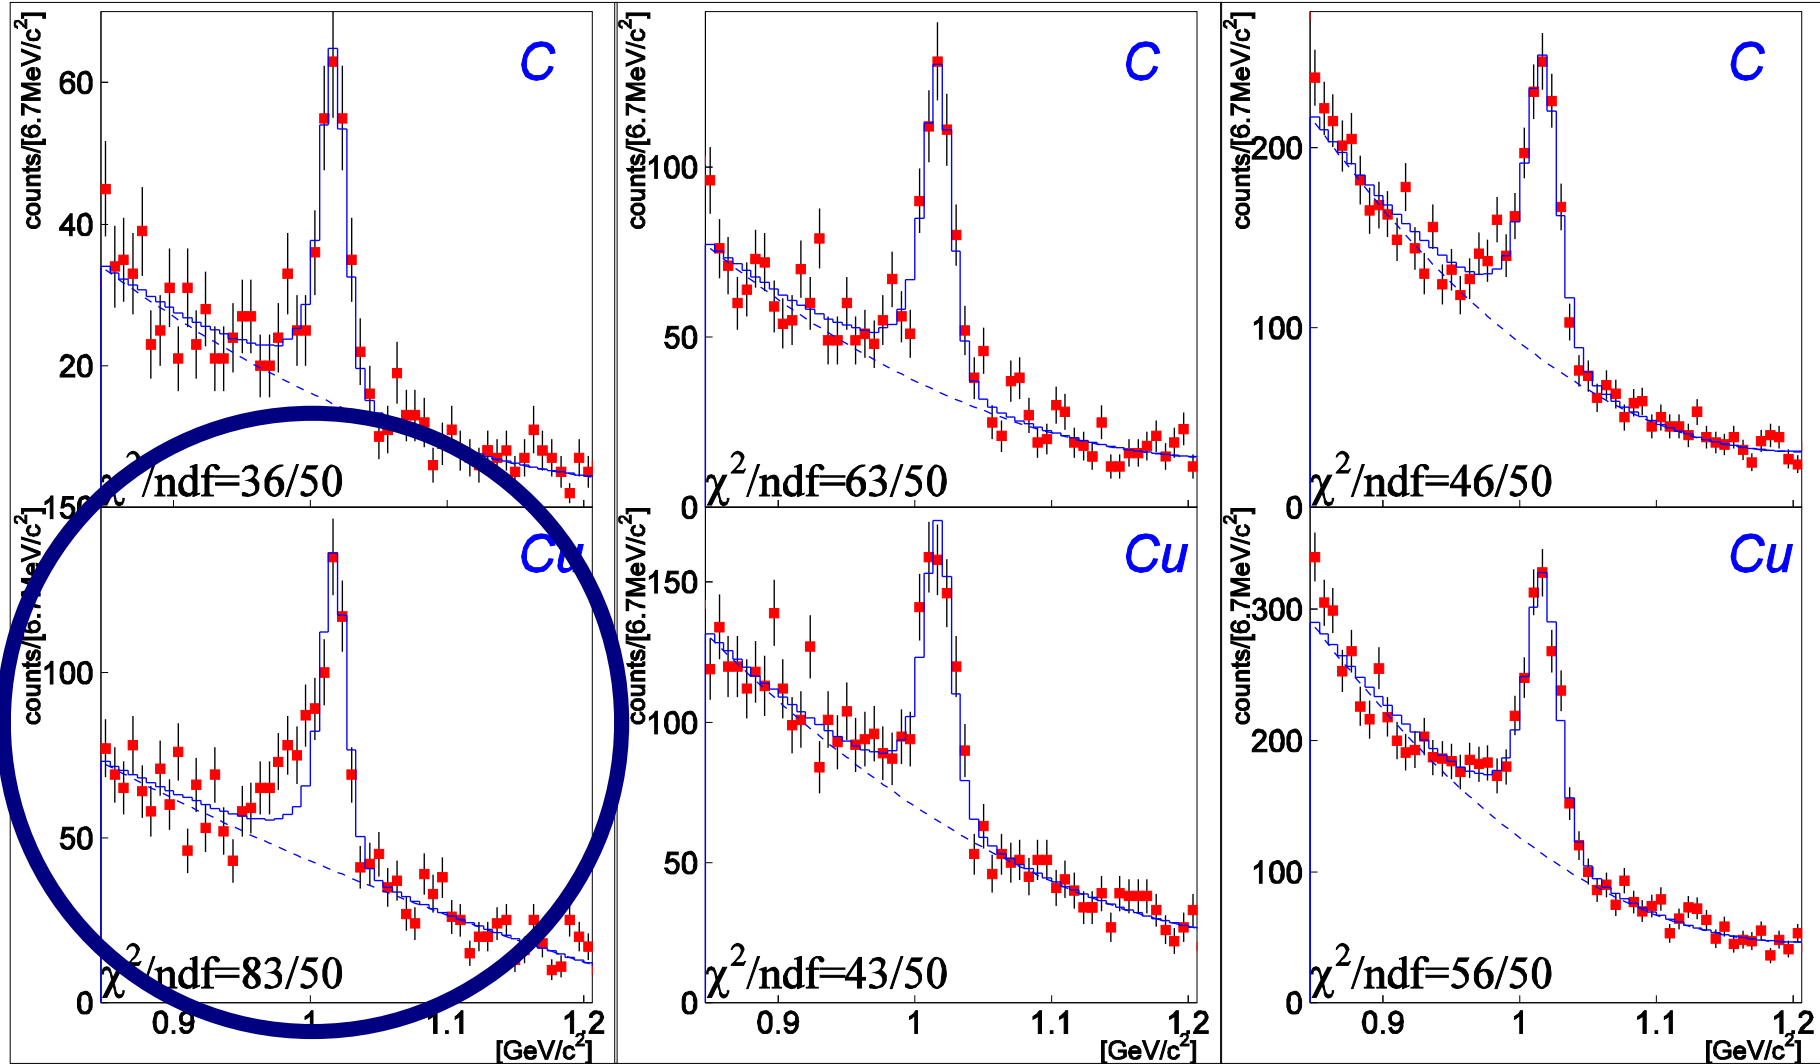 counts/[6.7MeV/c²]
C
60
40
20
χ²/ndf=36/50
counts/[6.7MeV/c²]
C
100
50
0
χ²/ndf=63/50
counts/[6.7MeV/c²]
C
200
100
0
χ²/ndf=46/50
counts/[6.7MeV/c²]
Cu
150
100
50
0
χ²/ndf=83/50
0.9 1 1.1 1.2
[GeV/c²]
counts/[6.7MeV/c²]
Cu
150
100
50
0
χ²/ndf=43/50
0.9 1 1.1 1.2
[GeV/c²]
counts/[6.7MeV/c²]
Cu
300
200
100
0
χ²/ndf=56/50
0.9 1 1.1 1.2
[GeV/c²]